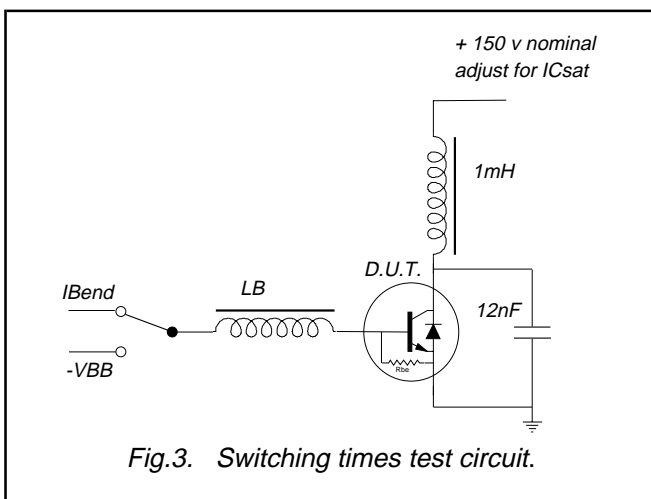 + 150 v nominal
adjust for ICsat
1mH
D.U.T.
LB
IBend
12nF
-VBB
Rbe
Fig.3. Switching times test circuit.